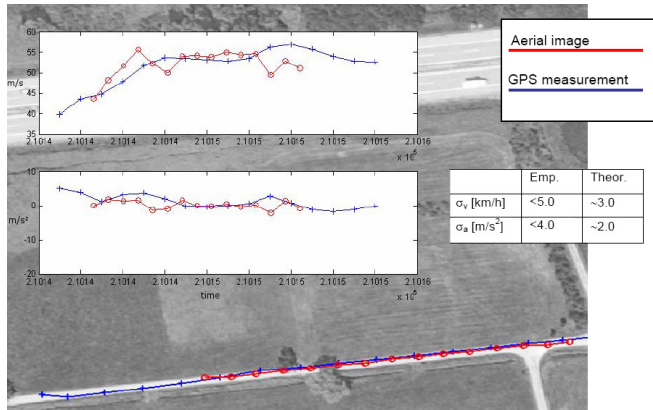 60
55
50
m/s
45
40
35
2.1014 2.1014 2.1014 2.1014 2.1015 2.1015 2.1015 2.1015 2.1016
x 10⁵
10
0
m/s²
-10
20
2.1014 2.1014 2.1014 2.1014 2.1015 2.1015 2.1015 2.1015 2.1016
time
x 10⁵
Aerial image
GPS measurement
Emp. Theor.
σv [km/h] <5.0 ~3.0
σa [m/s²] <4.0 ~2.0